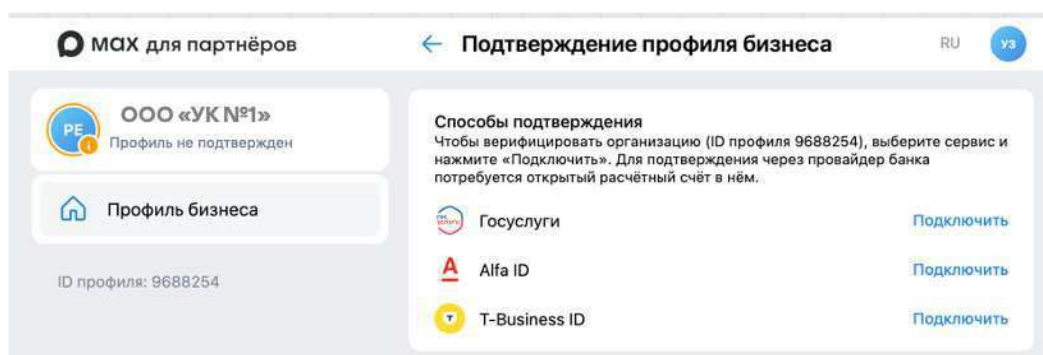 мах для партнёров
← Подтверждение профиля бизнеса
RU
УЗ
РЕ
ООО «УК №1»
Профиль не подтвержден
Профиль бизнеса
ID профиля: 9688254
Способы подтверждения
Чтобы верифицировать организацию (ID профиля 9688254), выберите сервис и
нажмите «Подключить». Для подтверждения через провайдер банка
потребуется открытый расчётный счёт в нём.
госуслуги
Госуслуги
Подключить
А
Alfa ID
Подключить
Т
T-Business ID
Подключить